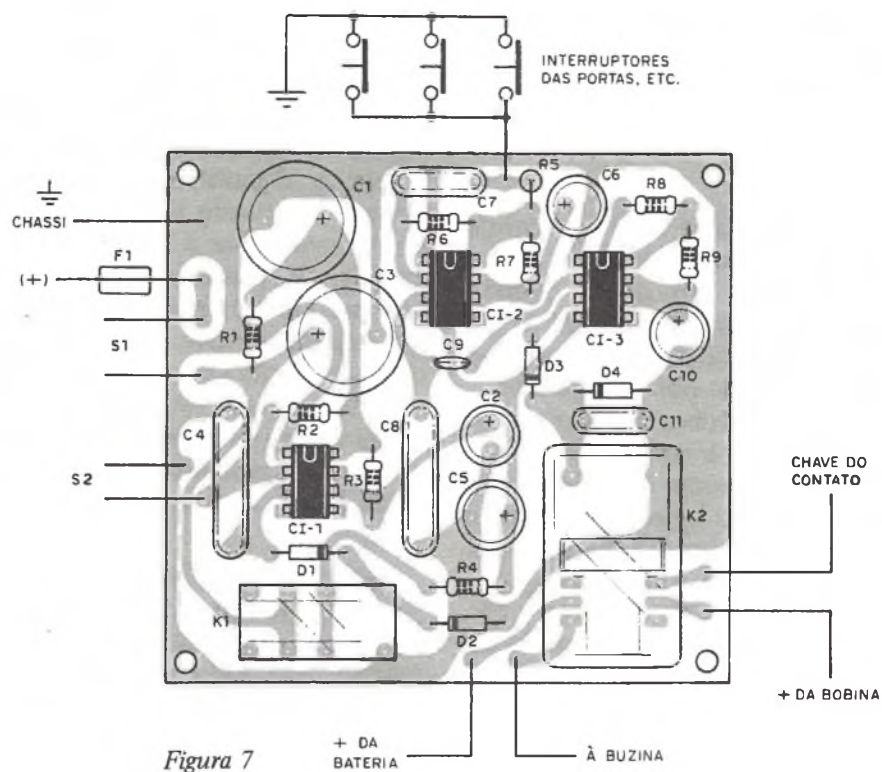 INTERRUPTORES
DAS PORTAS, ETC.
C1
C7
R5
C6
R8
CHASSI
R6
F1
(+)
C3
R7
R9
CI-2
S1
R1
CI-3
C9
D3
C10
D4
C2
C4
R2
C8
C11
S2
R3
CHAVE DO
CONTATO
C5
K2
CI-1
D1
R4
K1
D2
+ DA BOBINA
Figura 7
+ DA
BATERIA
À BUZINA